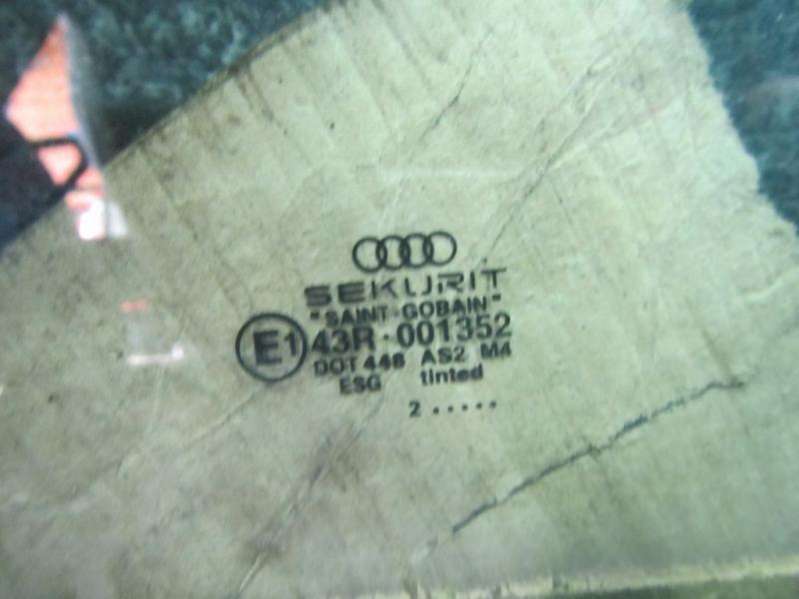 SEKURIT
"SAINT-GOBAIN"
E1 43R-001352
DOT 446 AS2 M4
ESG tinted
2 .....